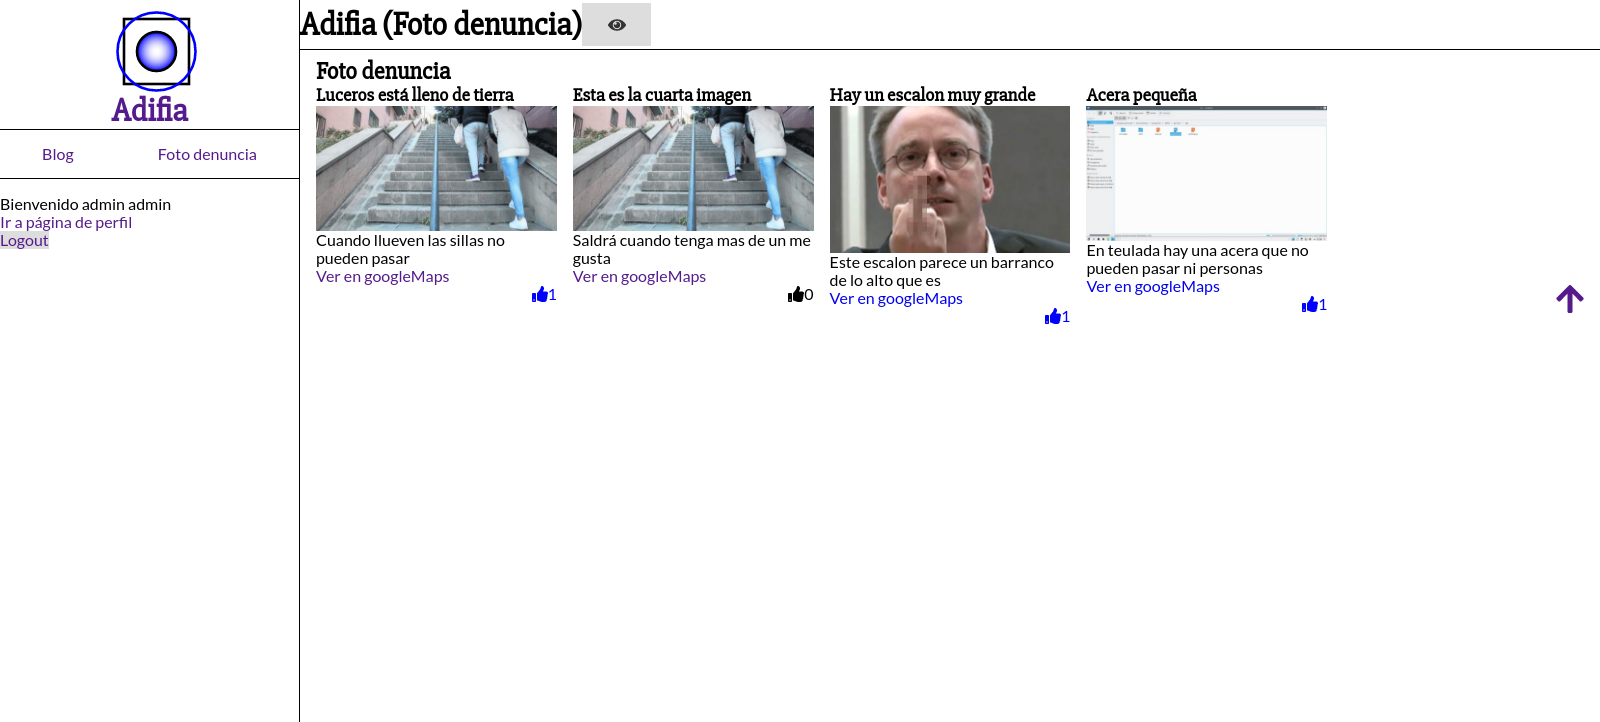 Adifia
Blog
Foto denuncia
Bienvenido admin admin
Ir a página de perfil
Logout
Adifia (Foto denuncia)
Foto denuncia
Luceros está lleno de tierra
Cuando llueven las sillas no
pueden pasar
Ver en googleMaps
1
Esta es la cuarta imagen
Saldrá cuando tenga mas de un me
gusta
Ver en googleMaps
0
Hay un escalon muy grande
Este escalon parece un barranco
de lo alto que es
Ver en googleMaps
1
Acera pequeña
En teulada hay una acera que no
pueden pasar ni personas
Ver en googleMaps
1